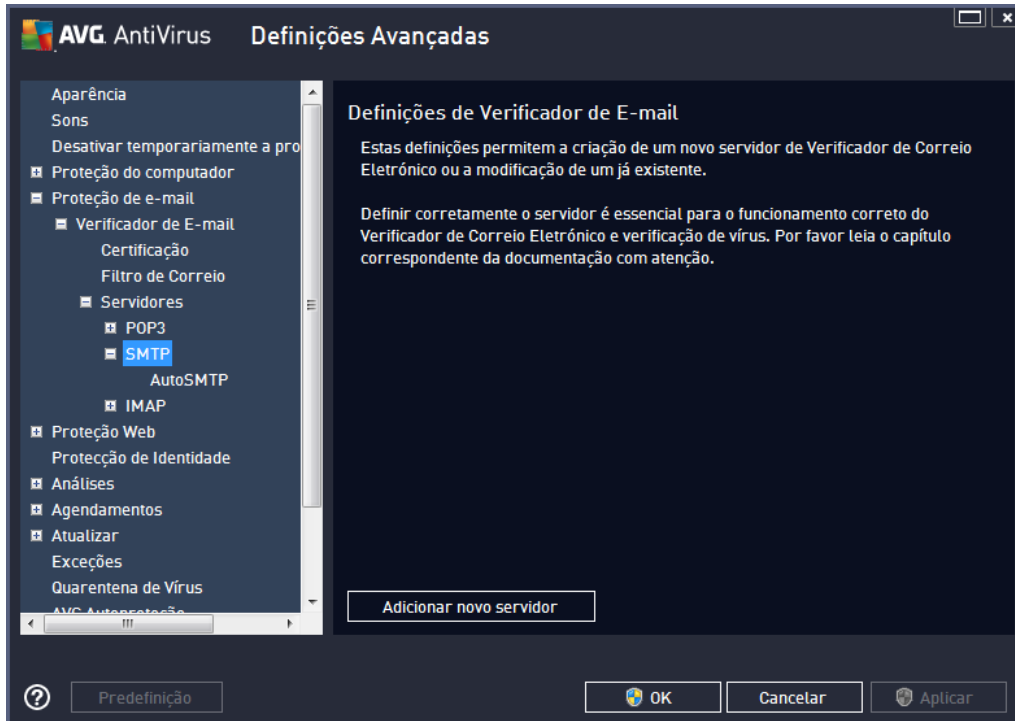 AVG. AntiVirus Definições Avançadas
Aparência
Sons
Desativar temporariamente a pro
Proteção do computador
Proteção de e-mail
Verificador de E-mail
Certificação
Filtro de Correio
Servidores
POP3
SMTP
AutoSMTP
IMAP
Proteção Web
Protecção de Identidade
Análises
Agendamentos
Atualizar
Exceções
Quarentena de Vírus
AVG Autoproteção
Definições de Verificador de E-mail
Estas definições permitem a criação de um novo servidor de Verificador de Correio
Eletrónico ou a modificação de um já existente.
Definir corretamente o servidor é essencial para o funcionamento correto do
Verificador de Correio Eletrónico e verificação de vírus. Por favor leia o capítulo
correspondente da documentação com atenção.
Adicionar novo servidor
? Predefinição OK Cancelar Aplicar